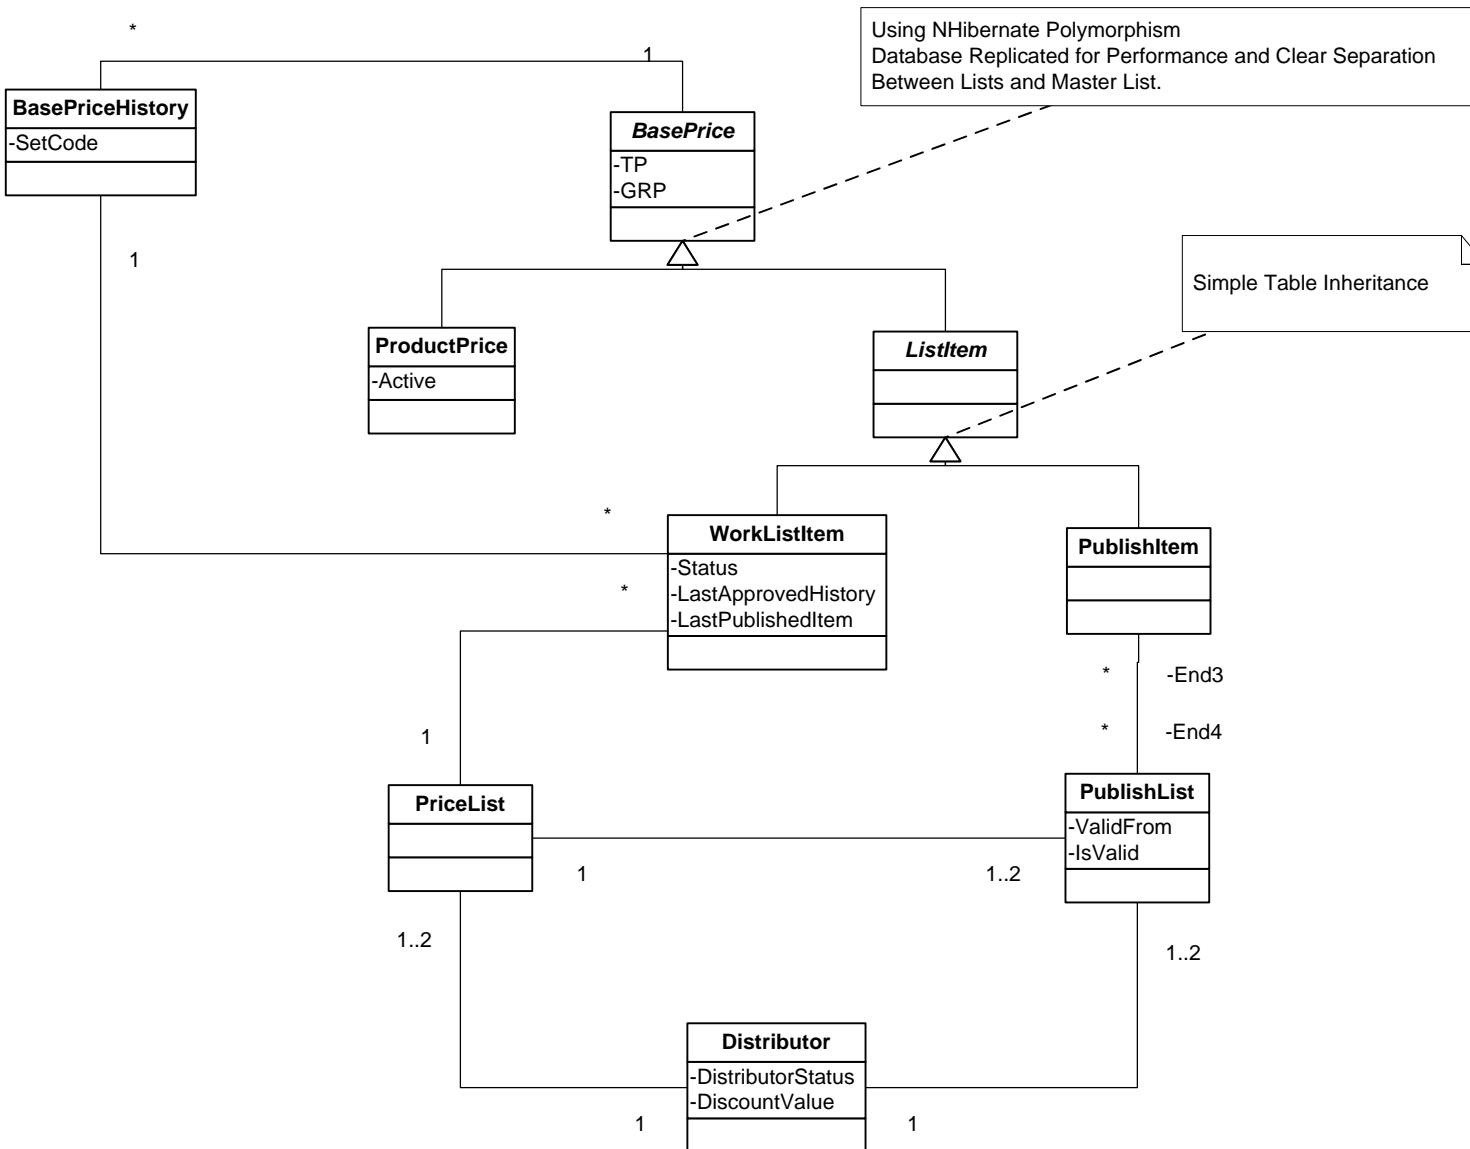 Using NHibernate Polymorphism
Database Replicated for Performance and Clear Separation
Between Lists and Master List.
*
1
BasePriceHistory
-SetCode
BasePrice
-TP
-GRP
1
Simple Table Inheritance
ProductPrice
-Active
ListItem
*
WorkListItem
-Status
-LastApprovedHistory
-LastPublishedItem
*
PublishItem
* -End3
* -End4
1
PriceList
PublishList
-ValidFrom
-IsValid
1
1..2
1..2
1..2
Distributor
-DistributorStatus
-DiscountValue
1
1